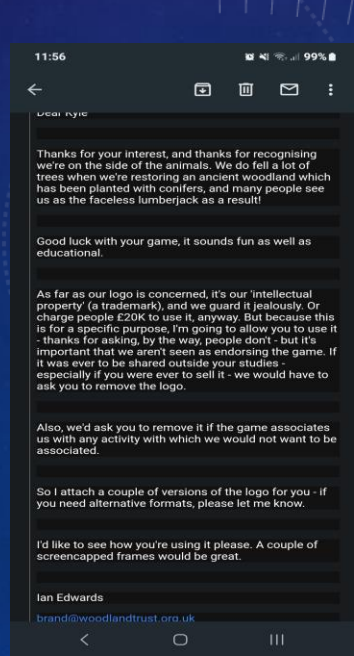 11:56
99%
Dear Kyle
Thanks for your interest, and thanks for recognising
we're on the side of the animals. We do fell a lot of
trees when we're restoring an ancient woodland which
has been planted with conifers, and many people see
us as the faceless lumberjack as a result!
Good luck with your game, it sounds fun as well as
educational.
As far as our logo is concerned, it's our 'intellectual
property' (a trademark), and we guard it jealously. Or
charge people £20K to use it, anyway. But because this
is for a specific purpose, I'm going to allow you to use it
- thanks for asking, by the way, people don't - but it's
important that we aren't seen as endorsing the game. If
it was ever to be shared outside your studies -
especially if you were ever to sell it - we would have to
ask you to remove the logo.
Also, we'd ask you to remove it if the game associates
us with any activity with which we would not want to be
associated.
So I attach a couple of versions of the logo for you - if
you need alternative formats, please let me know.
I'd like to see how you're using it please. A couple of
screencapped frames would be great.
Ian Edwards
brand@woodlandtrust.org.uk